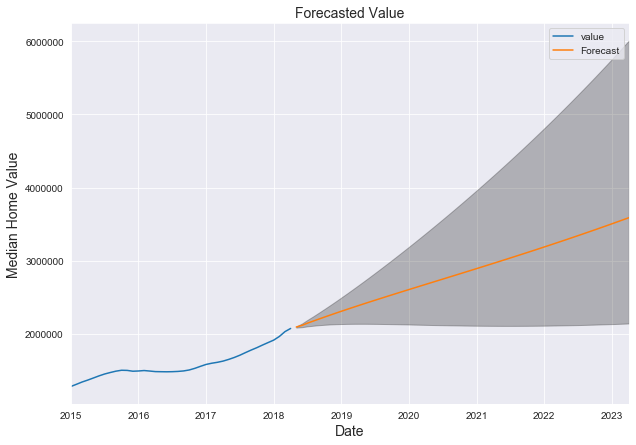 Forecasted Value
value
Forecast
6000000
5000000
4000000
3000000
2000000
Median Home Value
2015
2016
2017
2018
2019
2020
2021
2022
2023
Date